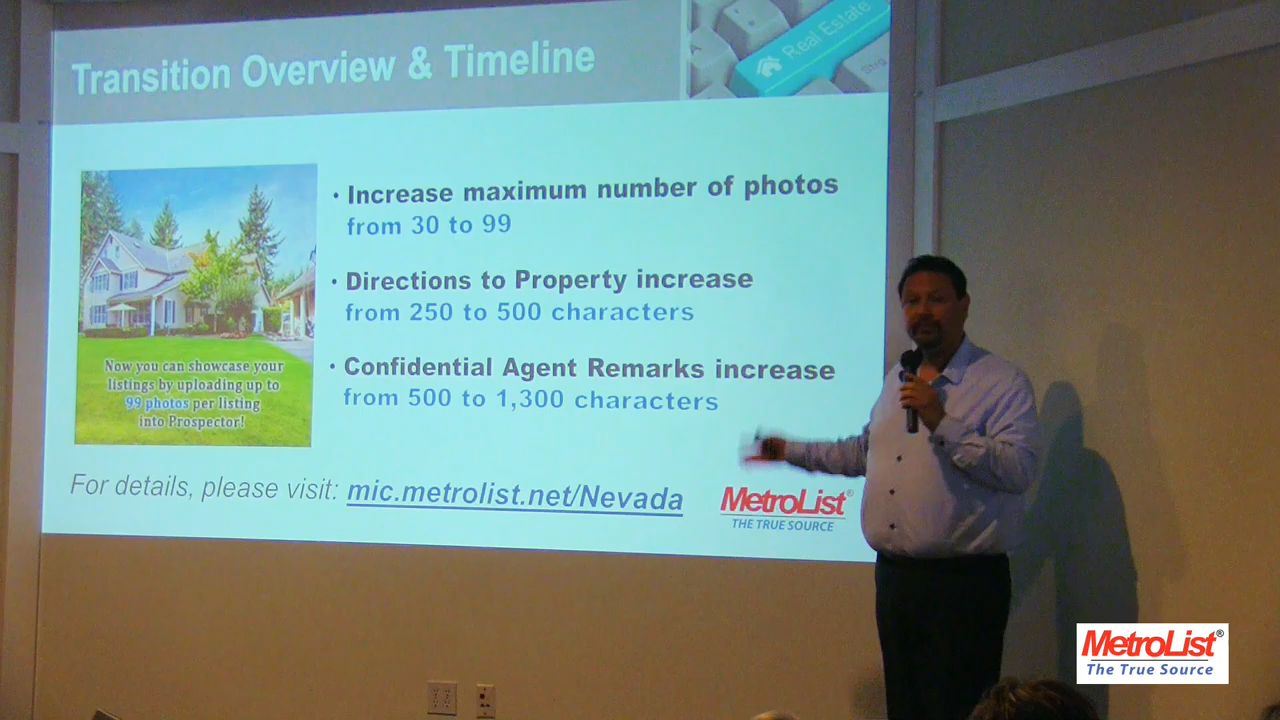 Transition Overview & Timeline
Real Estate
Strg
• Increase maximum number of photos
from 30 to 99
• Directions to Property increase
from 250 to 500 characters
• Confidential Agent Remarks increase
from 500 to 1,300 characters
Now you can showcase your
listings by uploading up to
99 photos per listing
into Prospector!
For details, please visit: mic.metrolist.net/Nevada
MetroList®
THE TRUE SOURCE
MetroList®
The True Source